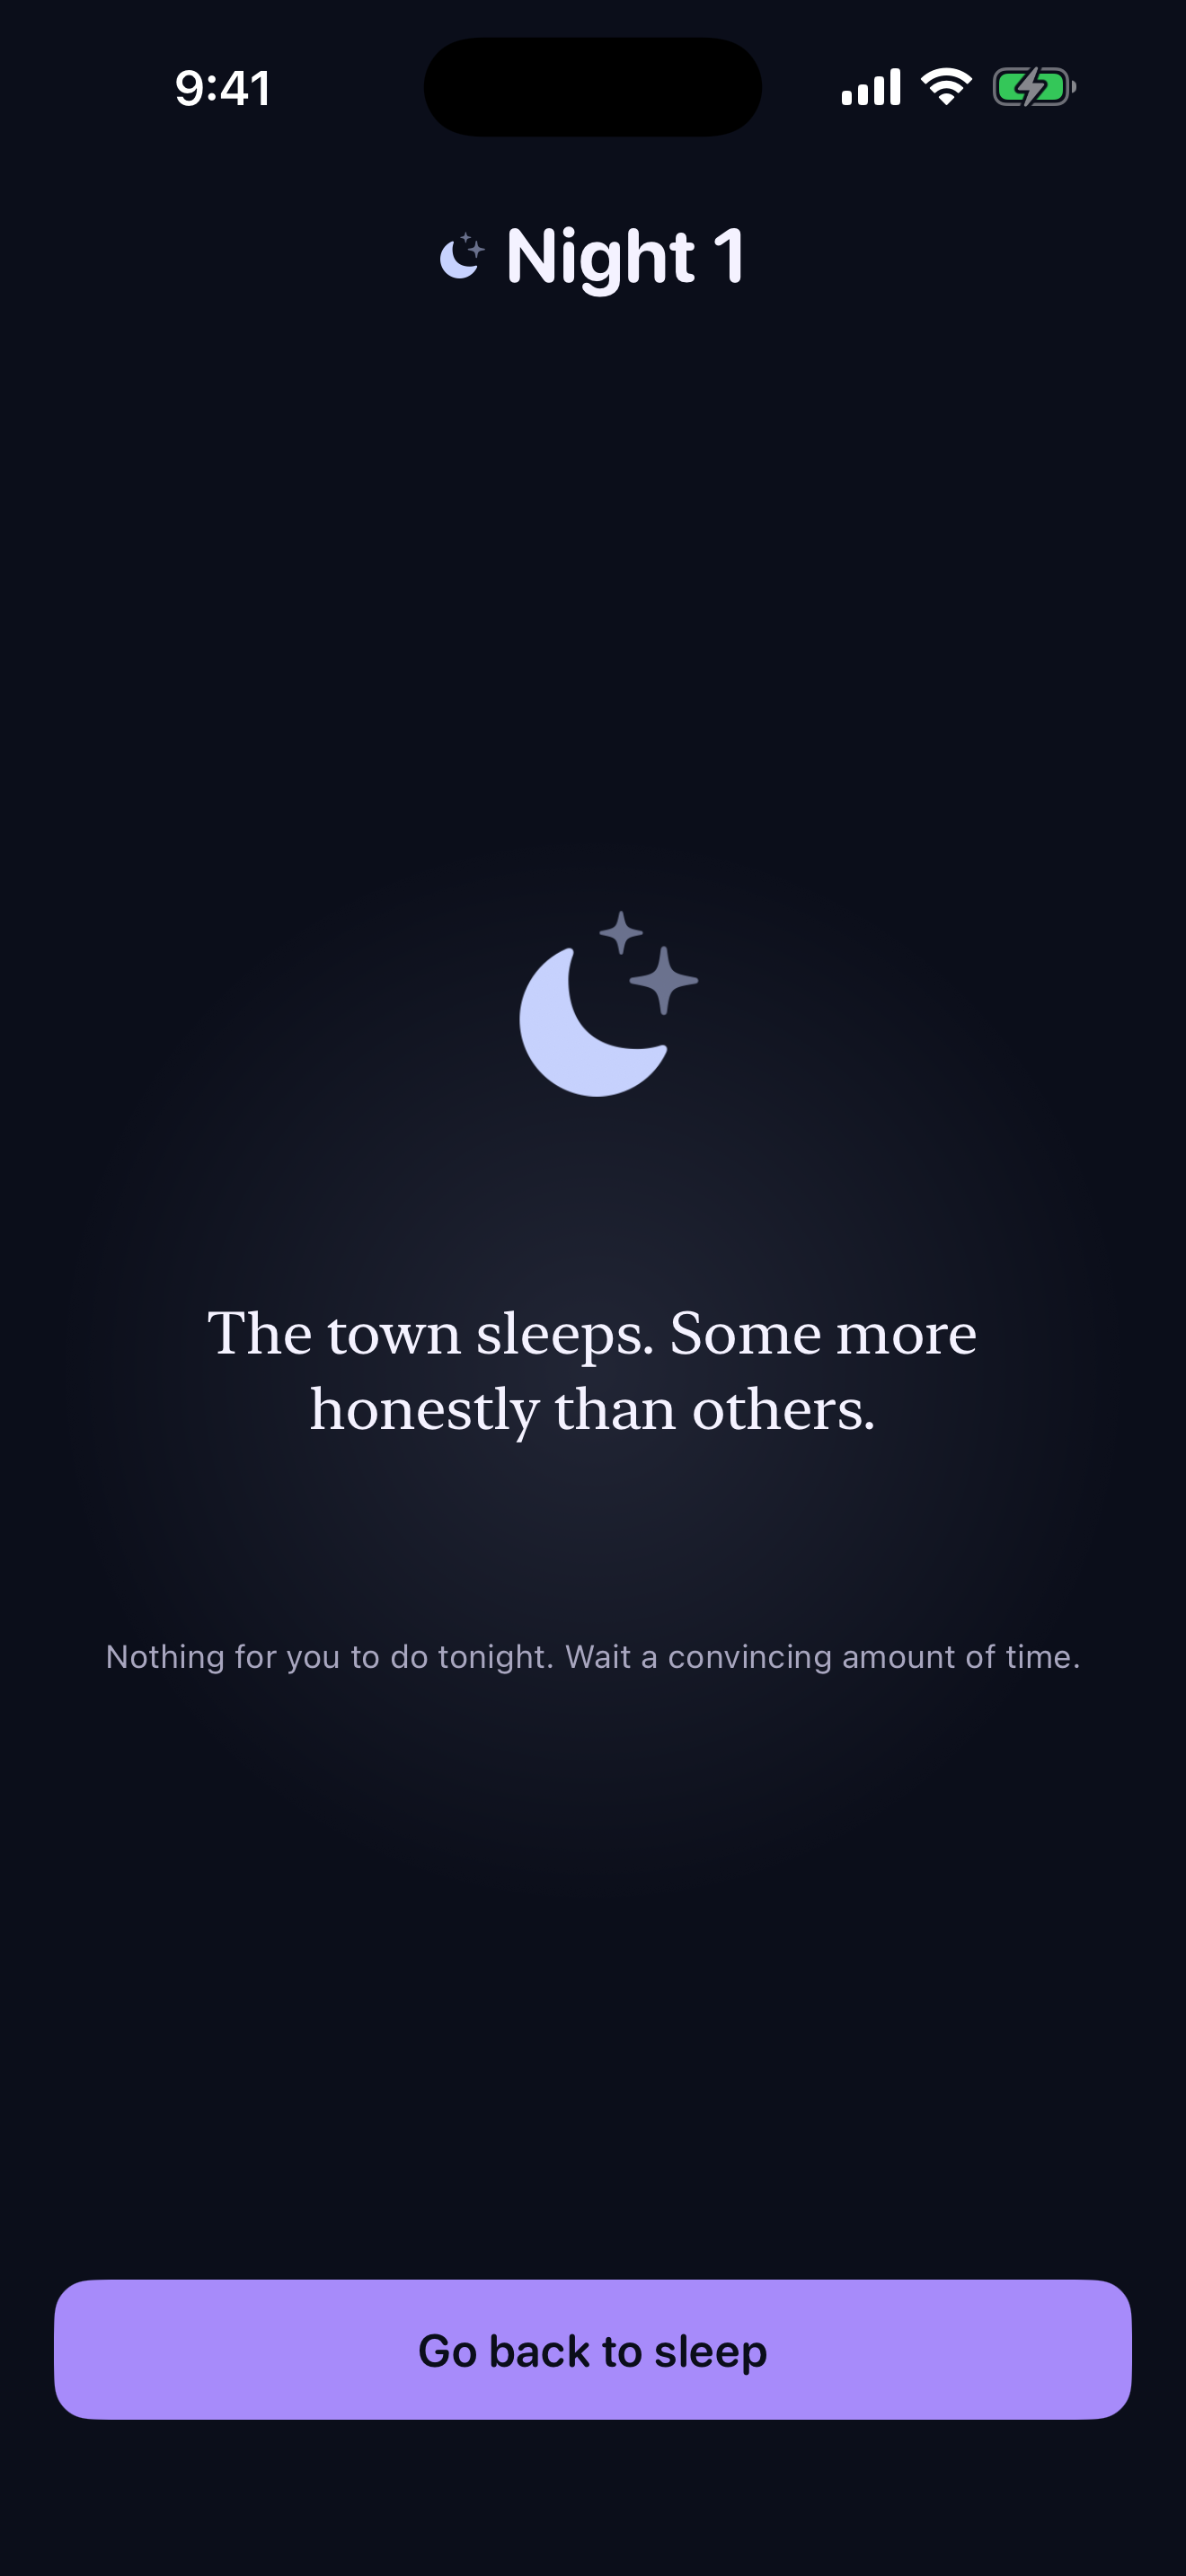 9:41
Night 1
The town sleeps. Some more
honestly than others.
Nothing for you to do tonight. Wait a convincing amount of time.
Go back to sleep